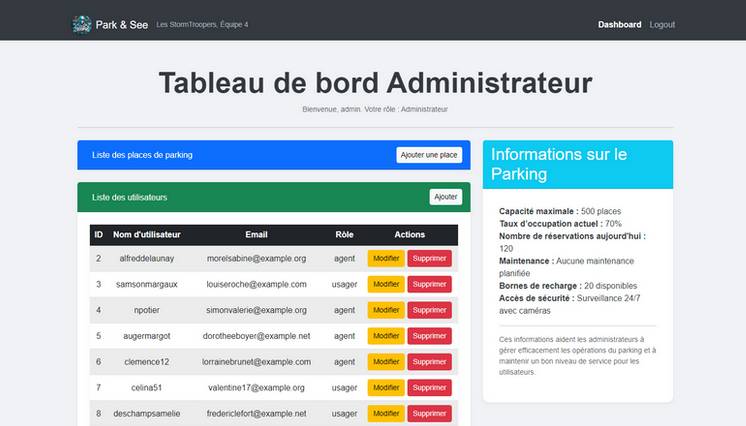 Park & See
Les StormTroopers, Équipe 4
Dashboard
Logout
Tableau de bord Administrateur
Bienvenue, admin. Votre rôle : Administrateur
Liste des places de parking
Ajouter une place
Liste des utilisateurs
Ajouter
ID Nom d'utilisateur Email Rôle Actions
2 alfreddelaunay morelsabine@example.org agent Modifier Supprimer
3 samsonmargaux louiseroche@example.com usager Modifier Supprimer
4 npotier simonvalerie@example.org agent Modifier Supprimer
5 augermargot dorotheeboyer@example.net agent Modifier Supprimer
6 clemence12 lorrainebrunet@example.com agent Modifier Supprimer
7 celina51 valentine17@example.org usager Modifier Supprimer
8 deschampsamelie fredericlefort@example.net usager Modifier Supprimer
Informations sur le
Parking
Capacité maximale : 500 places
Taux d'occupation actuel : 70%
Nombre de réservations aujourd'hui :
120
Maintenance : Aucune maintenance
planifiée
Bornes de recharge : 20 disponibles
Accès de sécurité : Surveillance 24/7
avec caméras
Ces informations aident les administrateurs à
gérer efficacement les opérations du parking et à
maintenir un bon niveau de service pour les
utilisateurs.